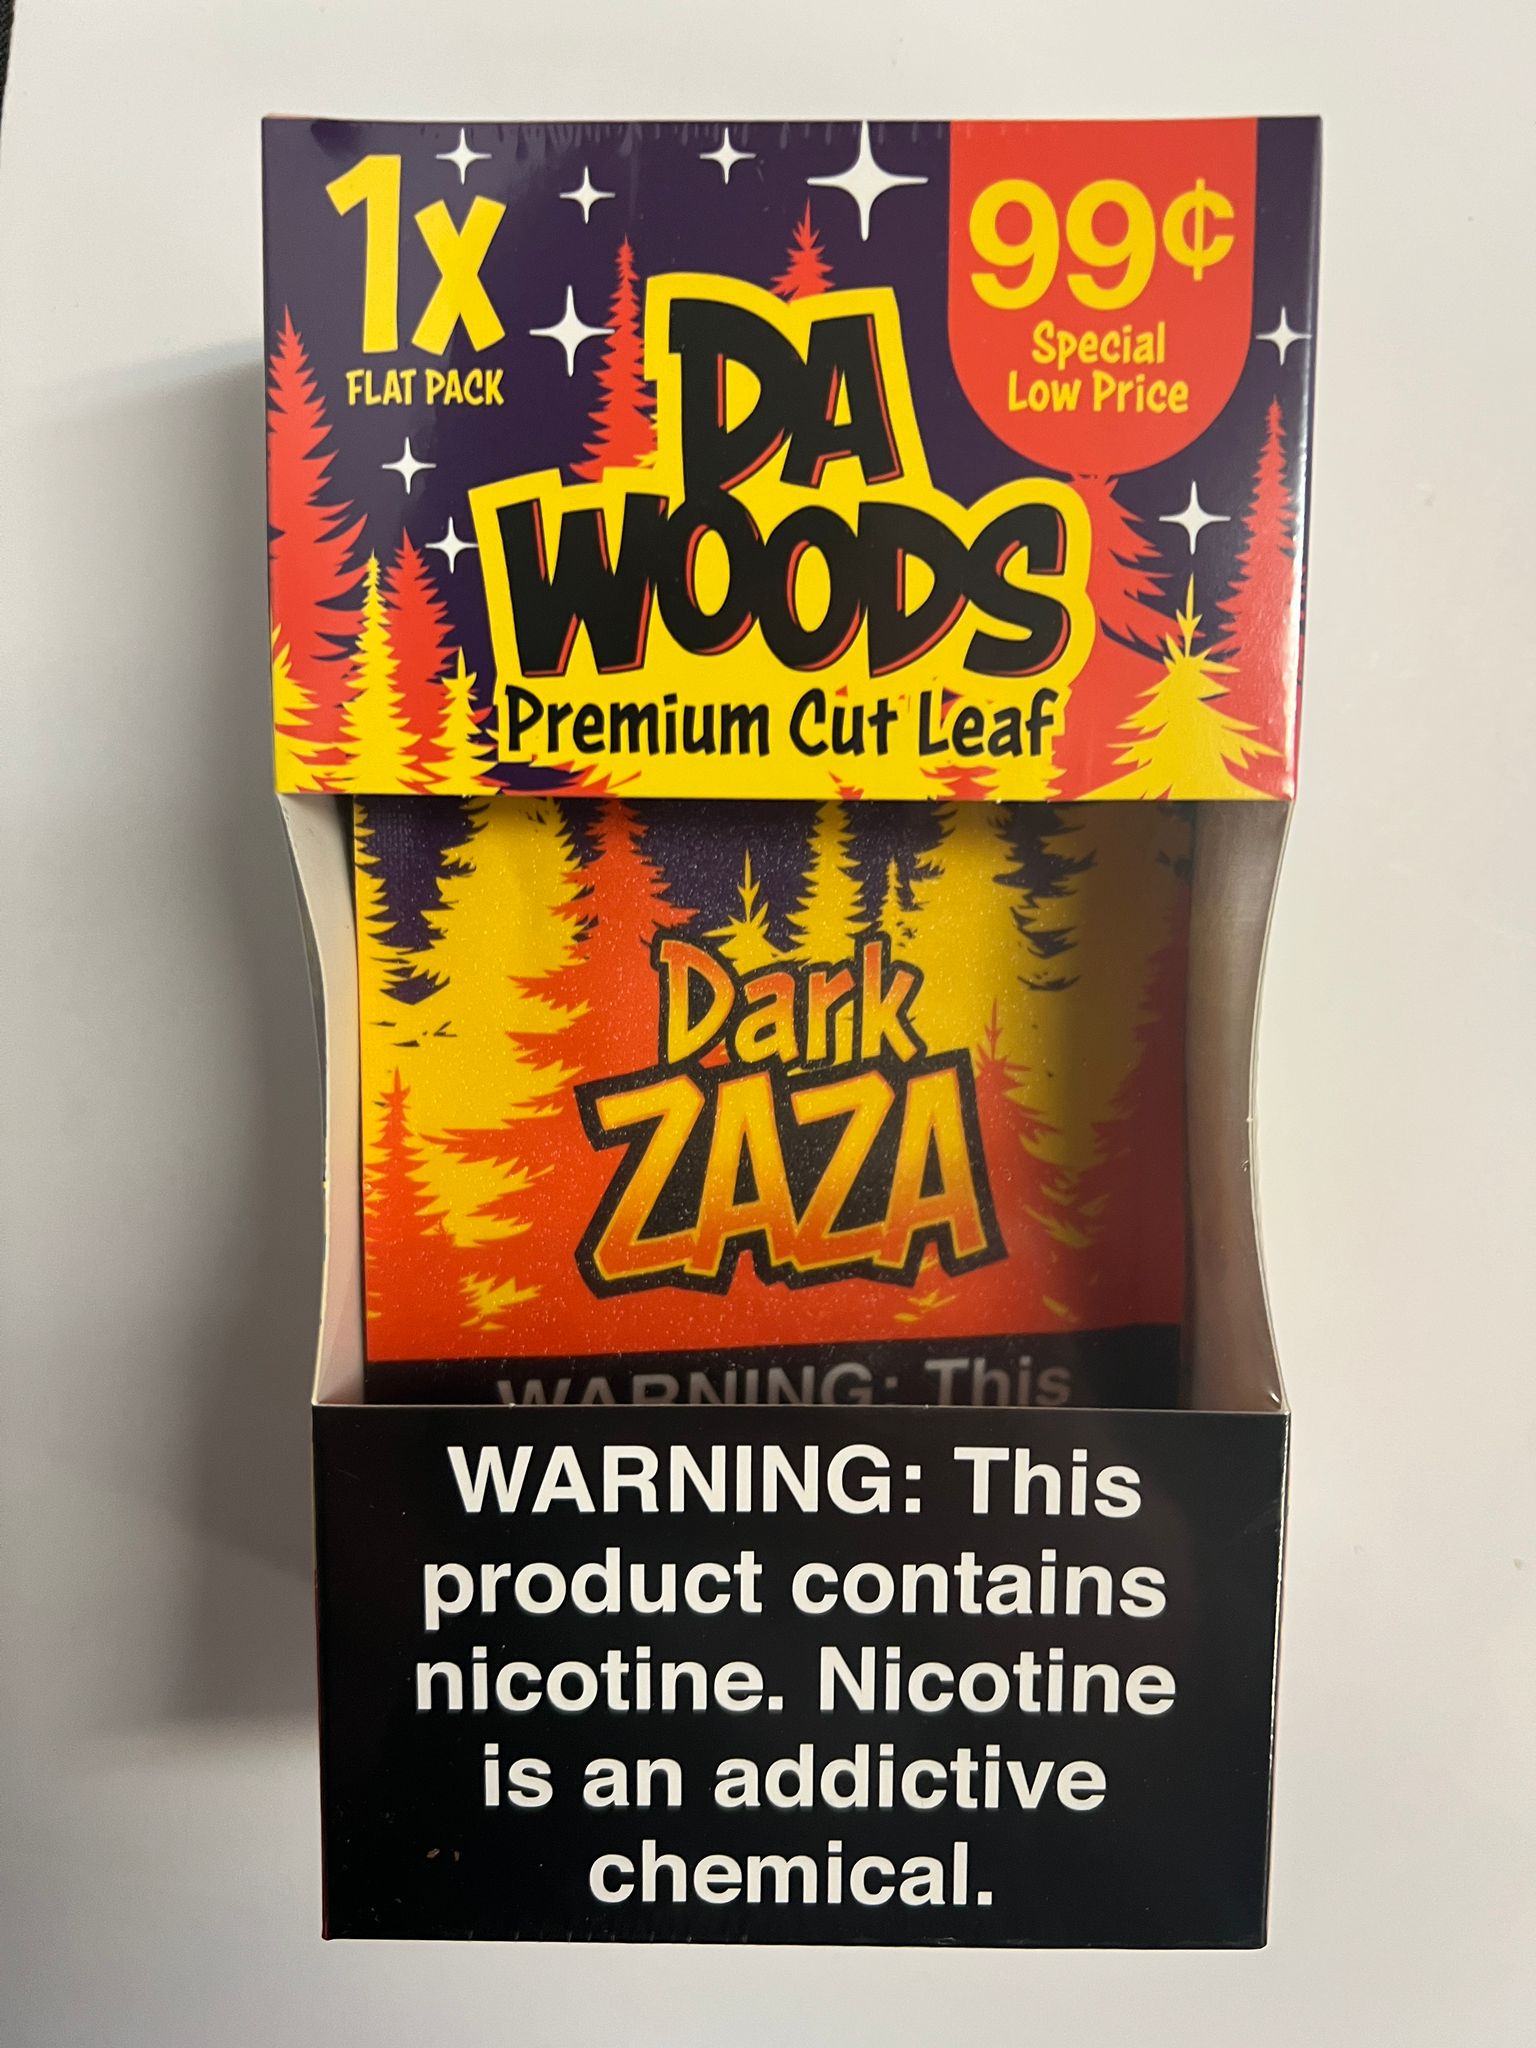 1x
FLAT PACK
99¢
Special
Low Price
DA
WOODS
Premium Cut Leaf
Dark
ZAZA
WARNING: This
WARNING: This
product contains
nicotine. Nicotine
is an addictive
chemical.